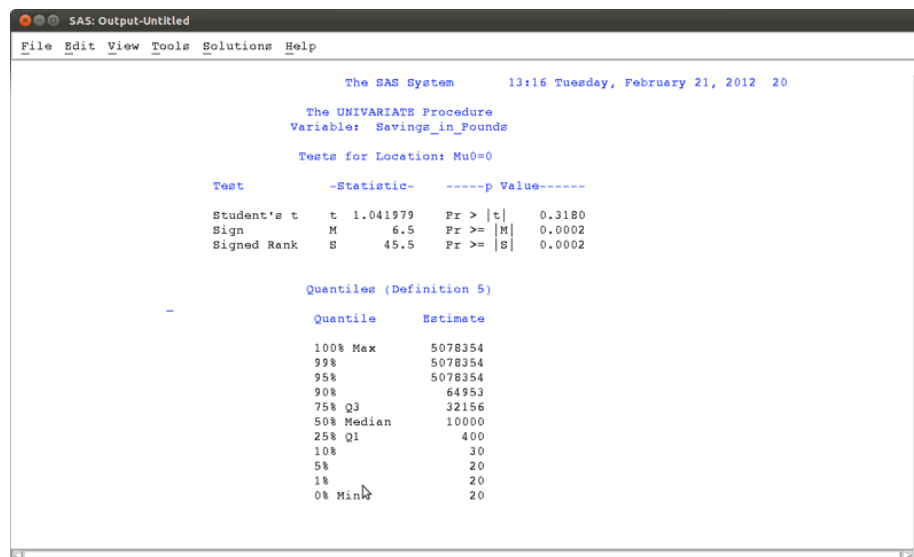 SAS: Output-Untitled
File Edit View Tools Solutions Help
The SAS System 13:16 Tuesday, February 21, 2012 20
The UNIVARIATE Procedure
Variable: Savings_in_Pounds
Tests for Location: Mu0=0
Test -Statistic- -----p Value------
Student's t t 1.041979 Pr > |t| 0.3180
Sign M 6.5 Pr >= |M| 0.0002
Signed Rank S 45.5 Pr >= |S| 0.0002
Quantiles (Definition 5)
Quantile Estimate
100% Max 5078354
99% 5078354
95% 5078354
90% 64953
75% Q3 32156
50% Median 10000
25% Q1 400
10% 30
5% 20
1% 20
0% Min 20